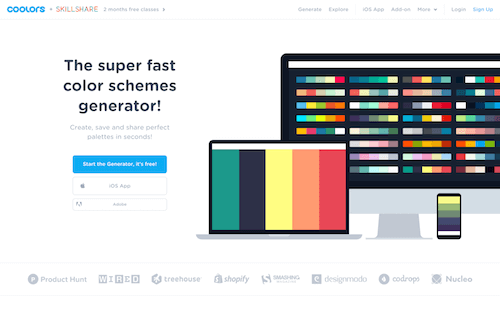 coolors + SKILLSHARE. 2 months free classes
Generate Explore iOS App Add-on More Login Sign Up
The super fast
color schemes
generator!
Create, save and share perfect
palettes in seconds!
Start the Generator, it's free!
iOS App
Adobe
Product Hunt WIRED treehouse shopify SMASHING MAGAZINE designmodo codrops Nucleo